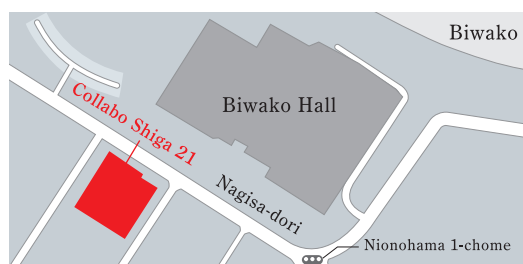 Biwako
Biwako Hall
Collabo Shiga 21
Nagisa-dori
Nionohama 1-chome